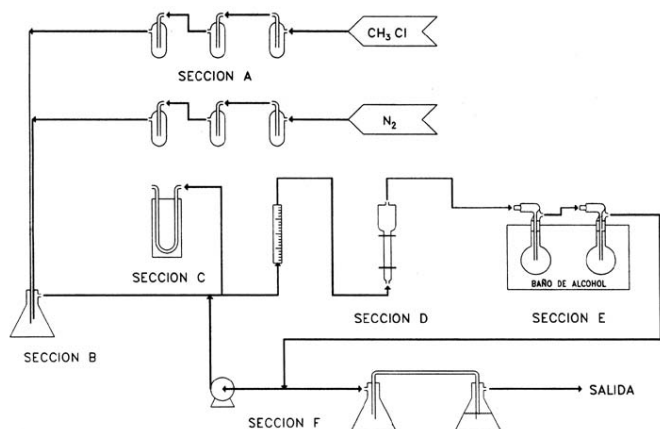 CH₃ Cl
SECCION A
N₂
SECCION C
SECCION B
SECCION D
BAÑO DE ALCOHOL
SECCION E
SECCION F
SALIDA